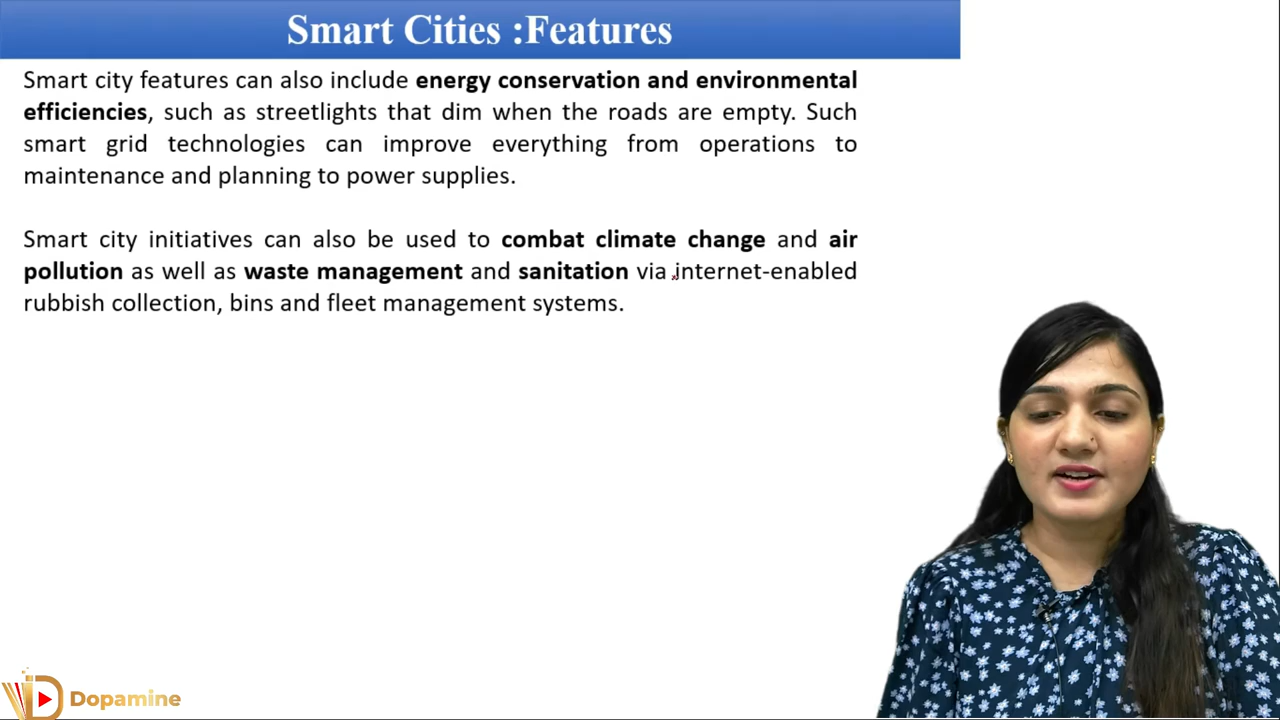 Smart Cities :Features
Smart city features can also include energy conservation and environmental
efficiencies, such as streetlights that dim when the roads are empty. Such
smart grid technologies can improve everything from operations to
maintenance and planning to power supplies.
Smart city initiatives can also be used to combat climate change and air
pollution as well as waste management and sanitation via internet-enabled
rubbish collection, bins and fleet management systems.
Dopamine